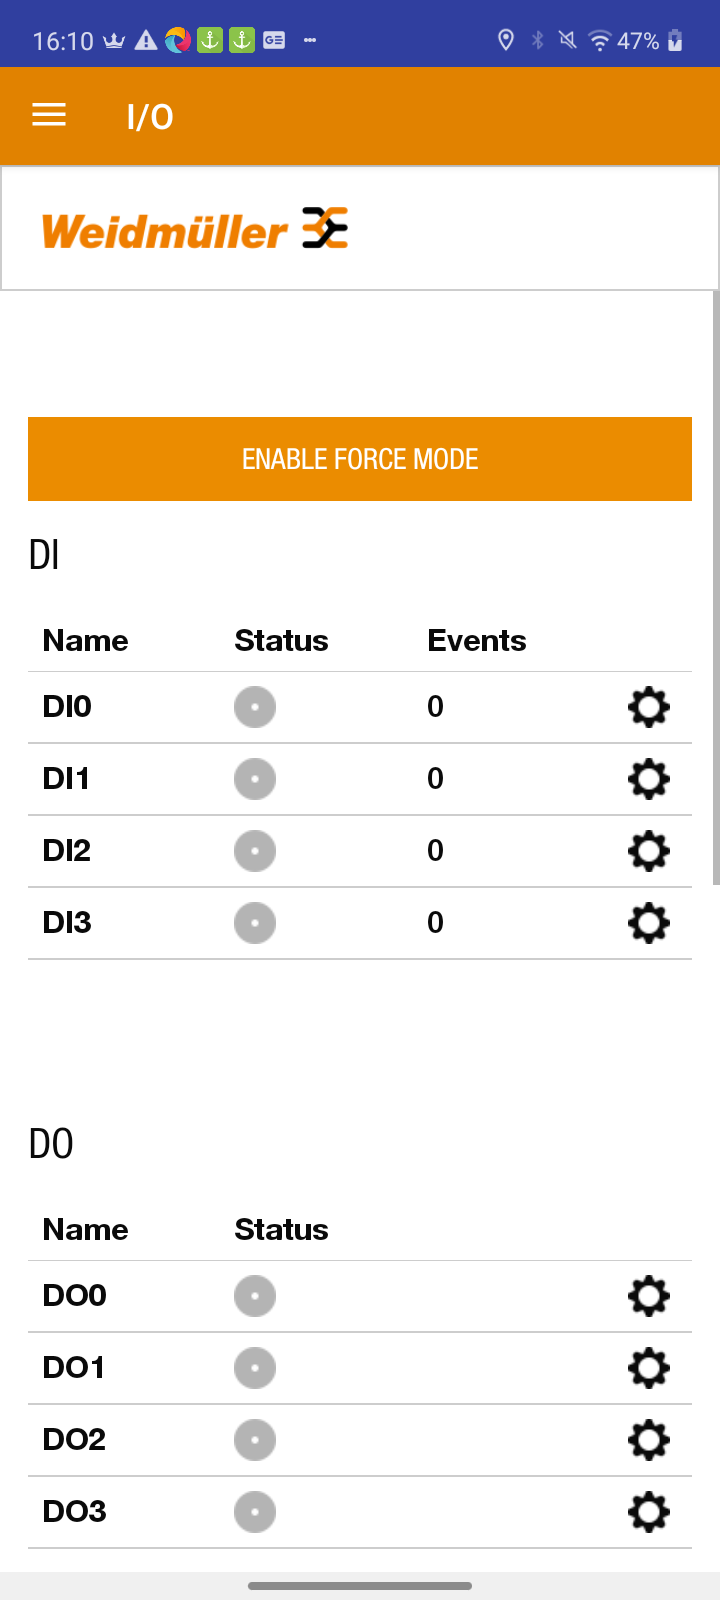 16:10 47%
I/O
Weidmüller
ENABLE FORCE MODE
DI
Name Status Events
DI0 0
DI1 0
DI2 0
DI3 0
DO
Name Status
DO0
DO1
DO2
DO3